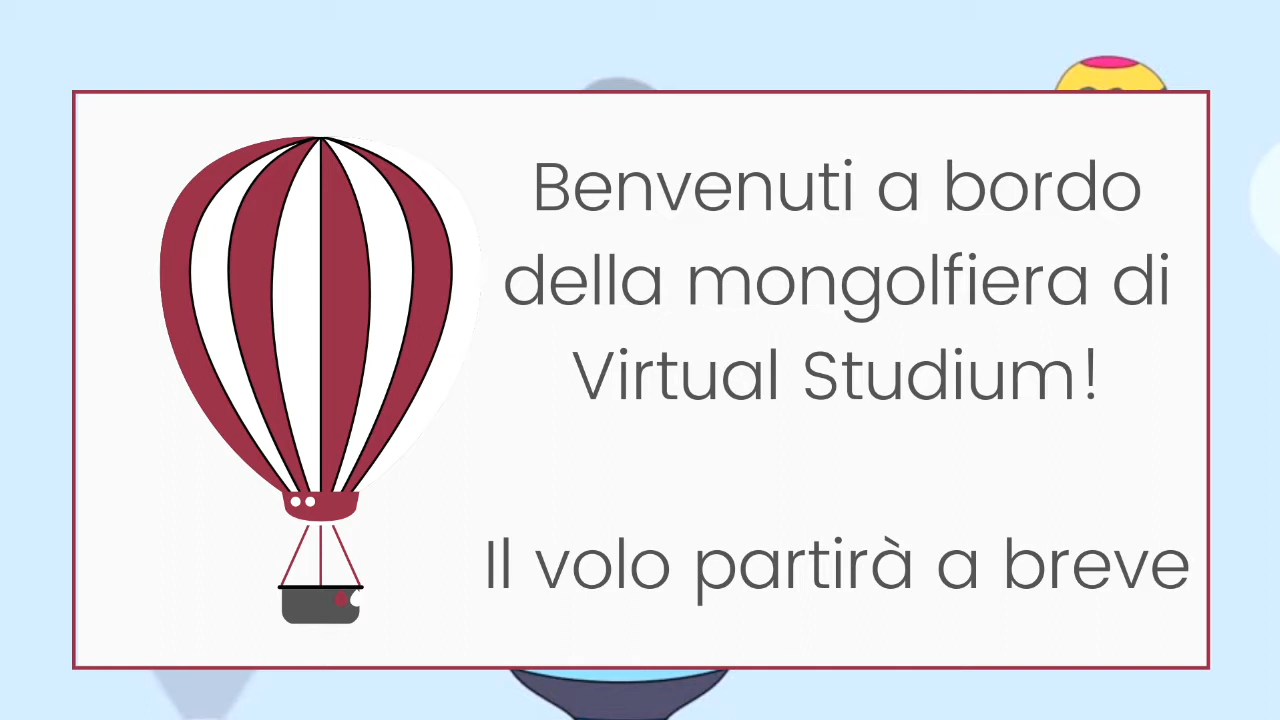 Benvenuti a bordo
della mongolfiera di
Virtual Studium!
Il volo partirà a breve